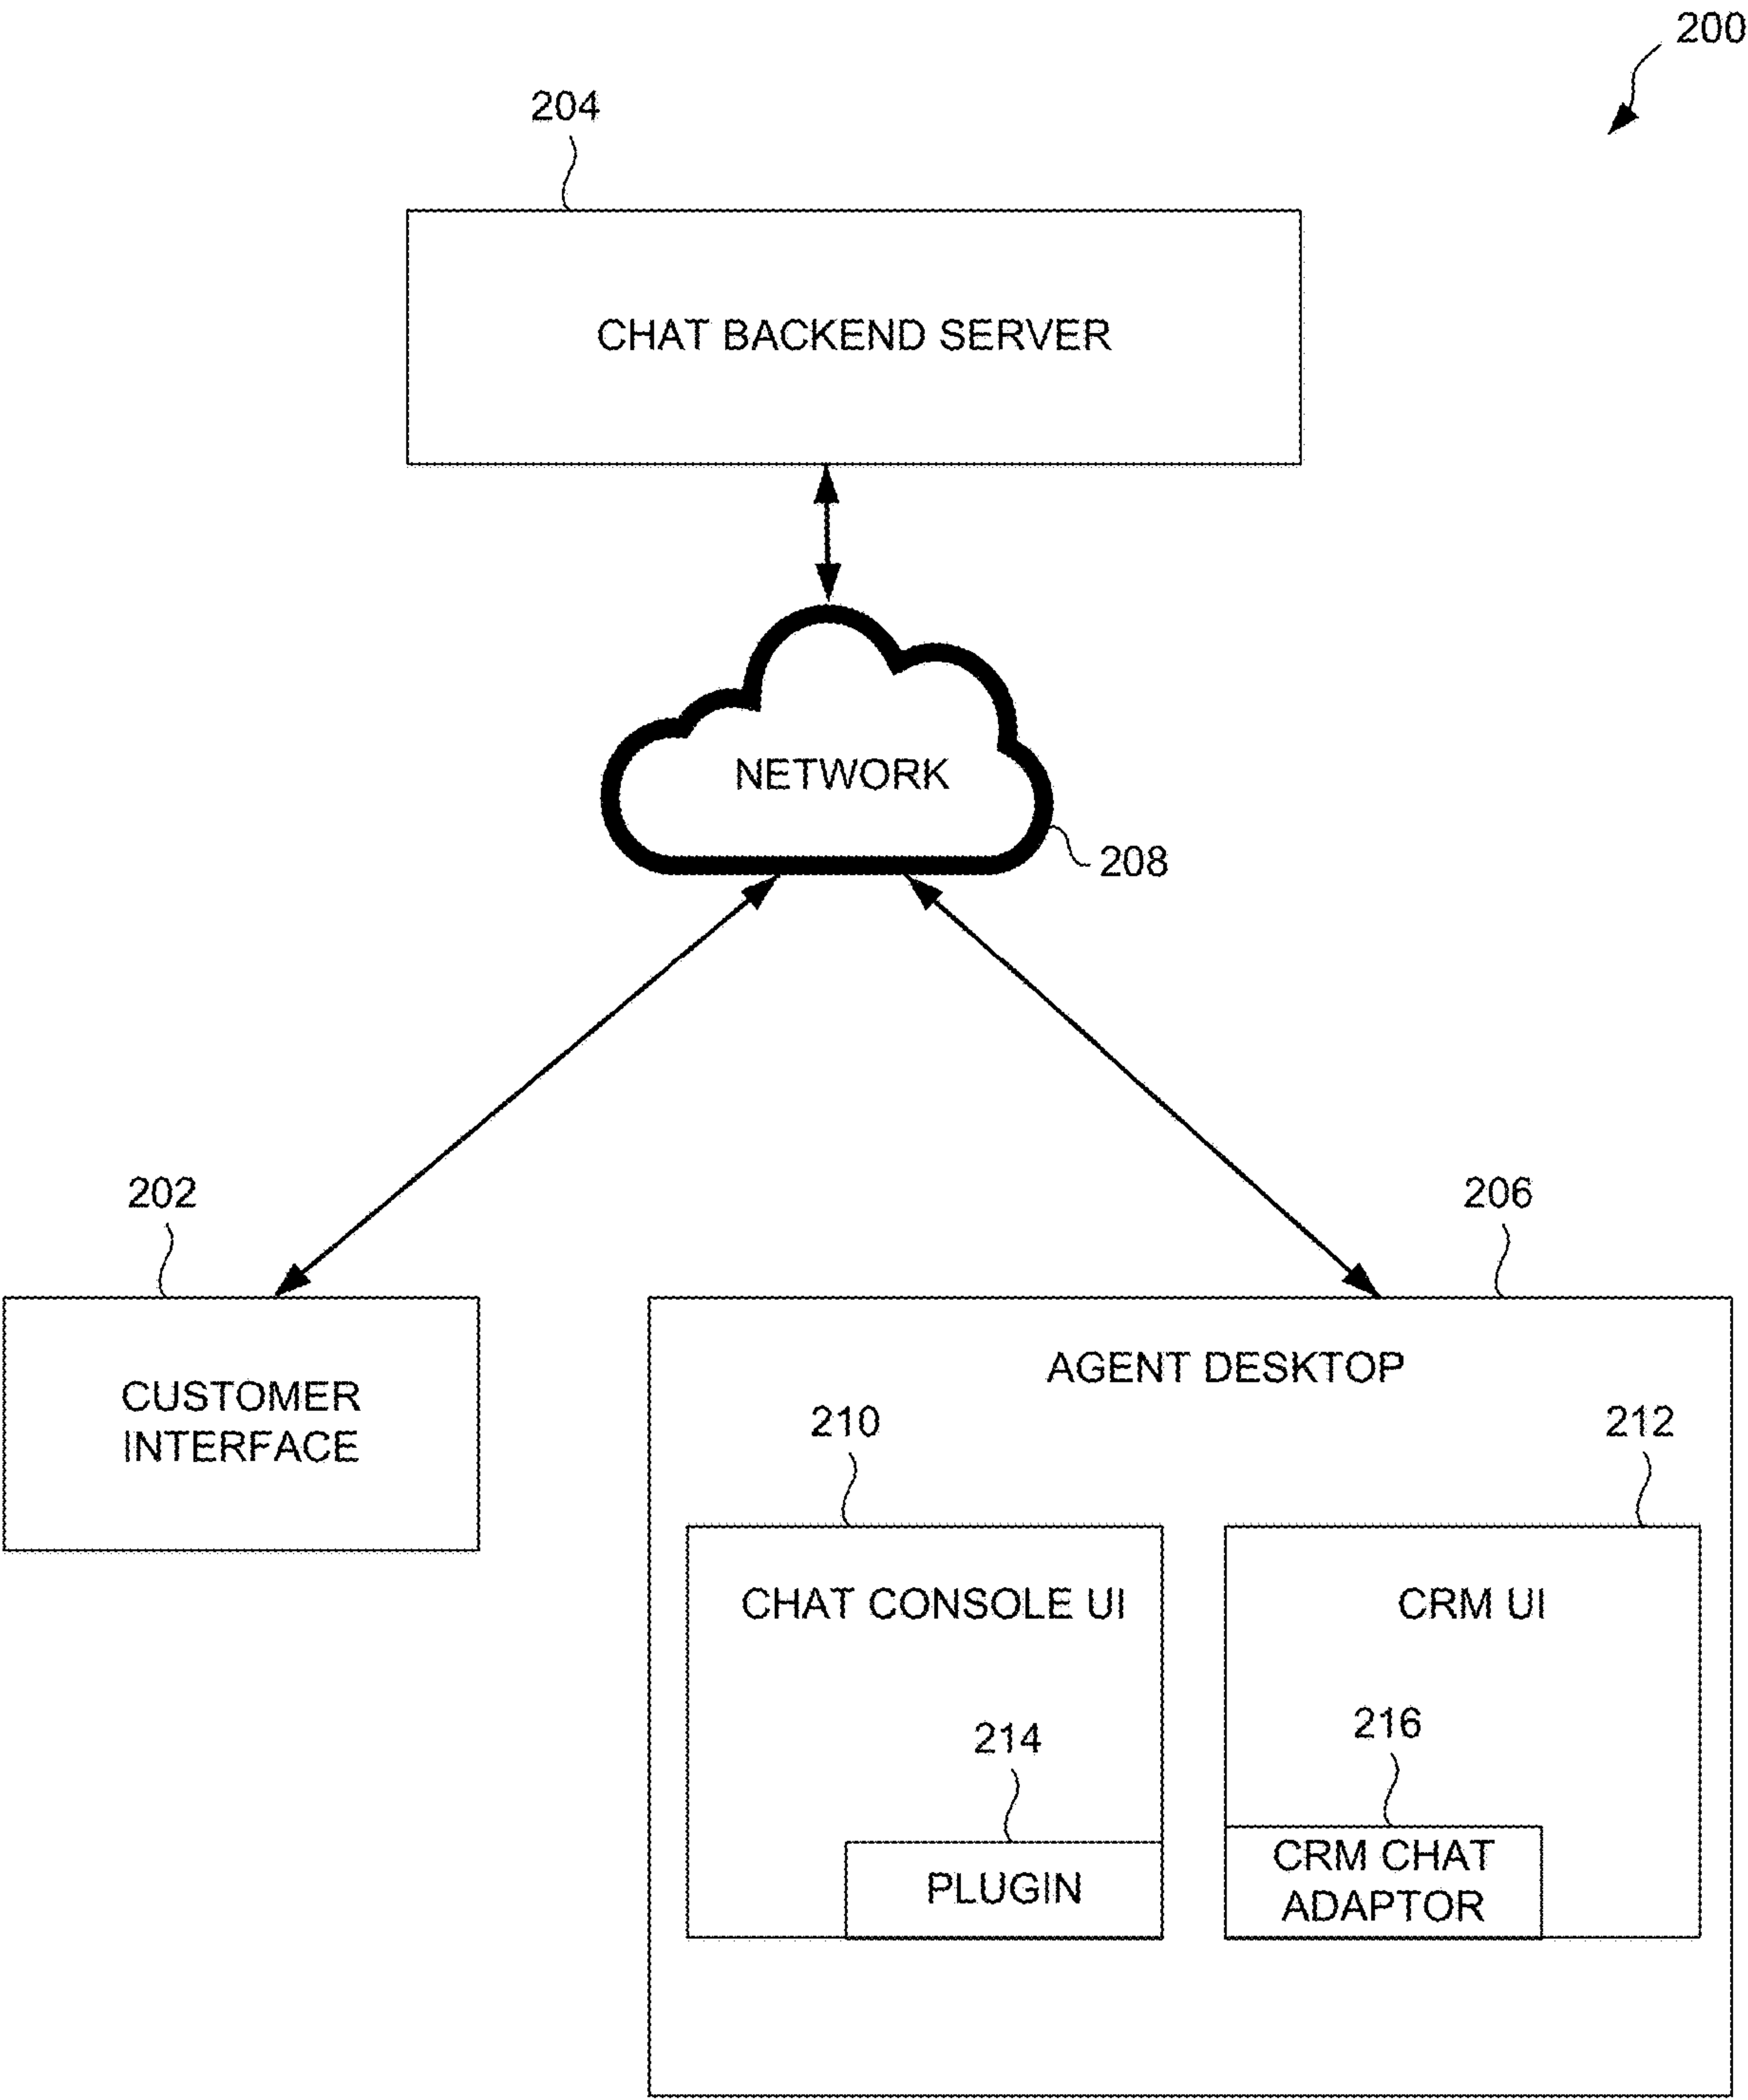 200
204
CHAT BACKEND SERVER
NETWORK
208
202
206
CUSTOMER
INTERFACE
AGENT DESKTOP
210
212
CHAT CONSOLE UI
CRM UI
214
216
PLUGIN
CRM CHAT
ADAPTOR